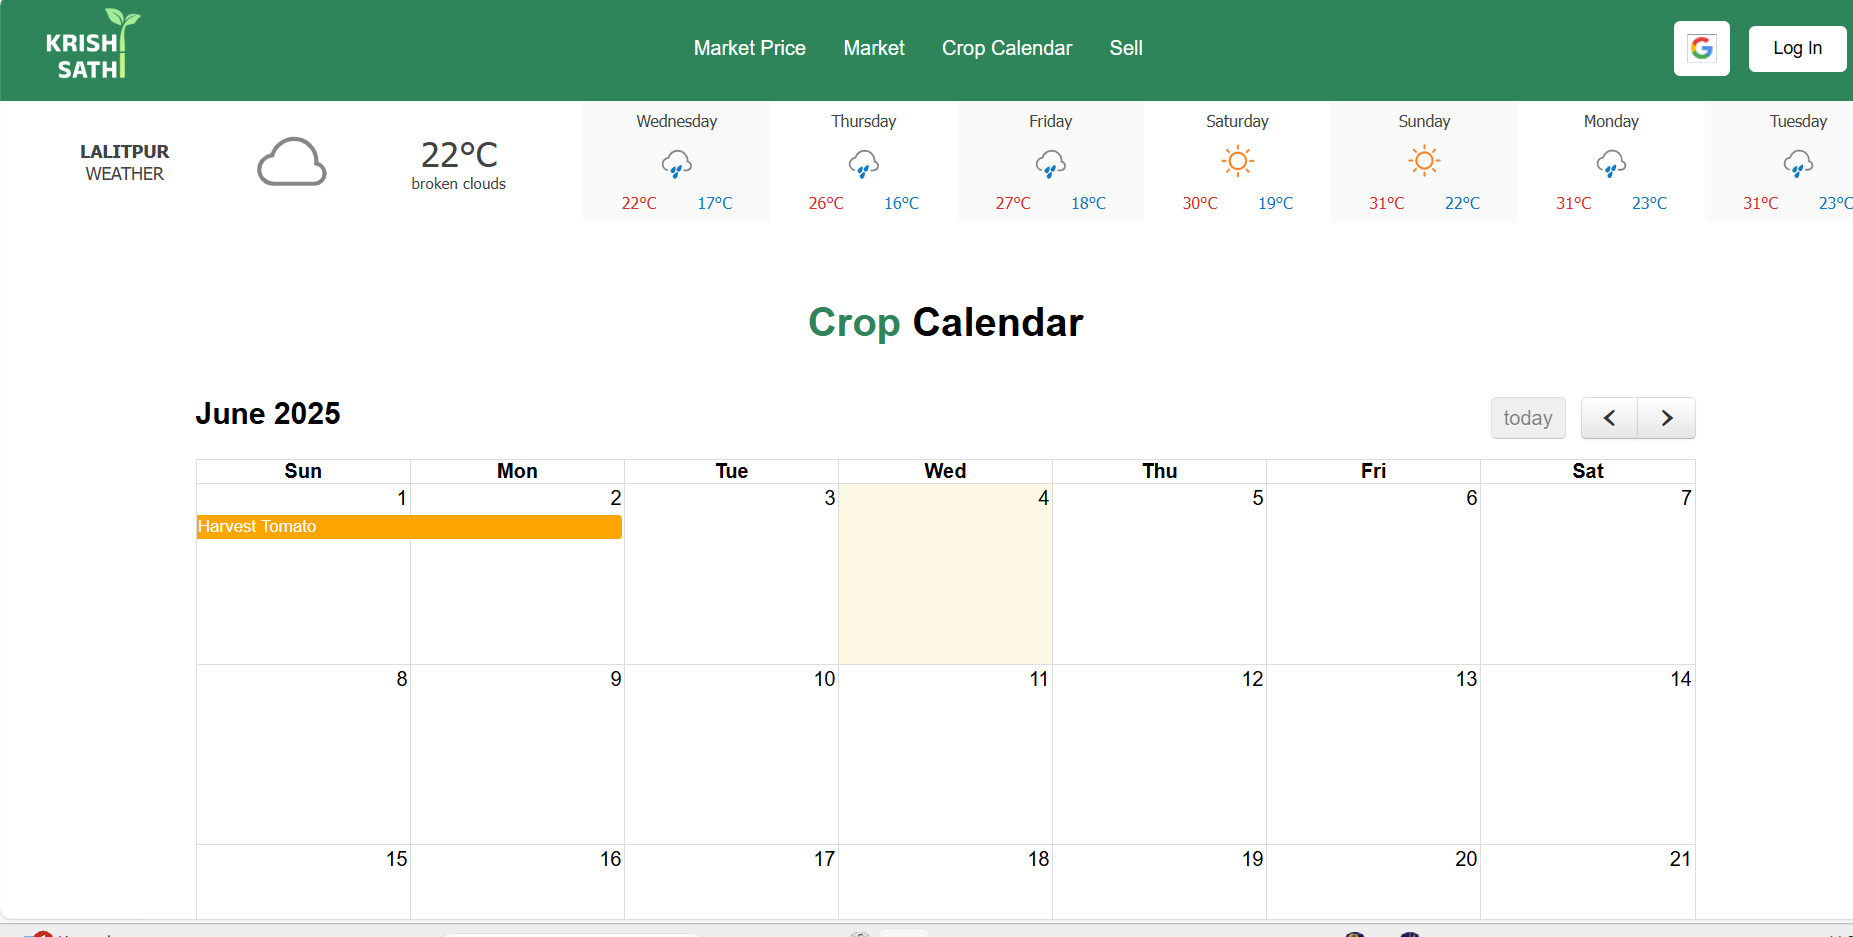 KRISHI
SATHI
Market Price
Market
Crop Calendar
Sell
Log In
LALITPUR
WEATHER
22°C
broken clouds
Wednesday
22°C 17°C
Thursday
26°C 16°C
Friday
27°C 18°C
Saturday
30°C 19°C
Sunday
31°C 22°C
Monday
31°C 23°C
Tuesday
31°C 23°C
Crop Calendar
June 2025
today
Sun Mon Tue Wed Thu Fri Sat
1 2 3 4 5 6 7
Harvest Tomato
8 9 10 11 12 13 14
15 16 17 18 19 20 21